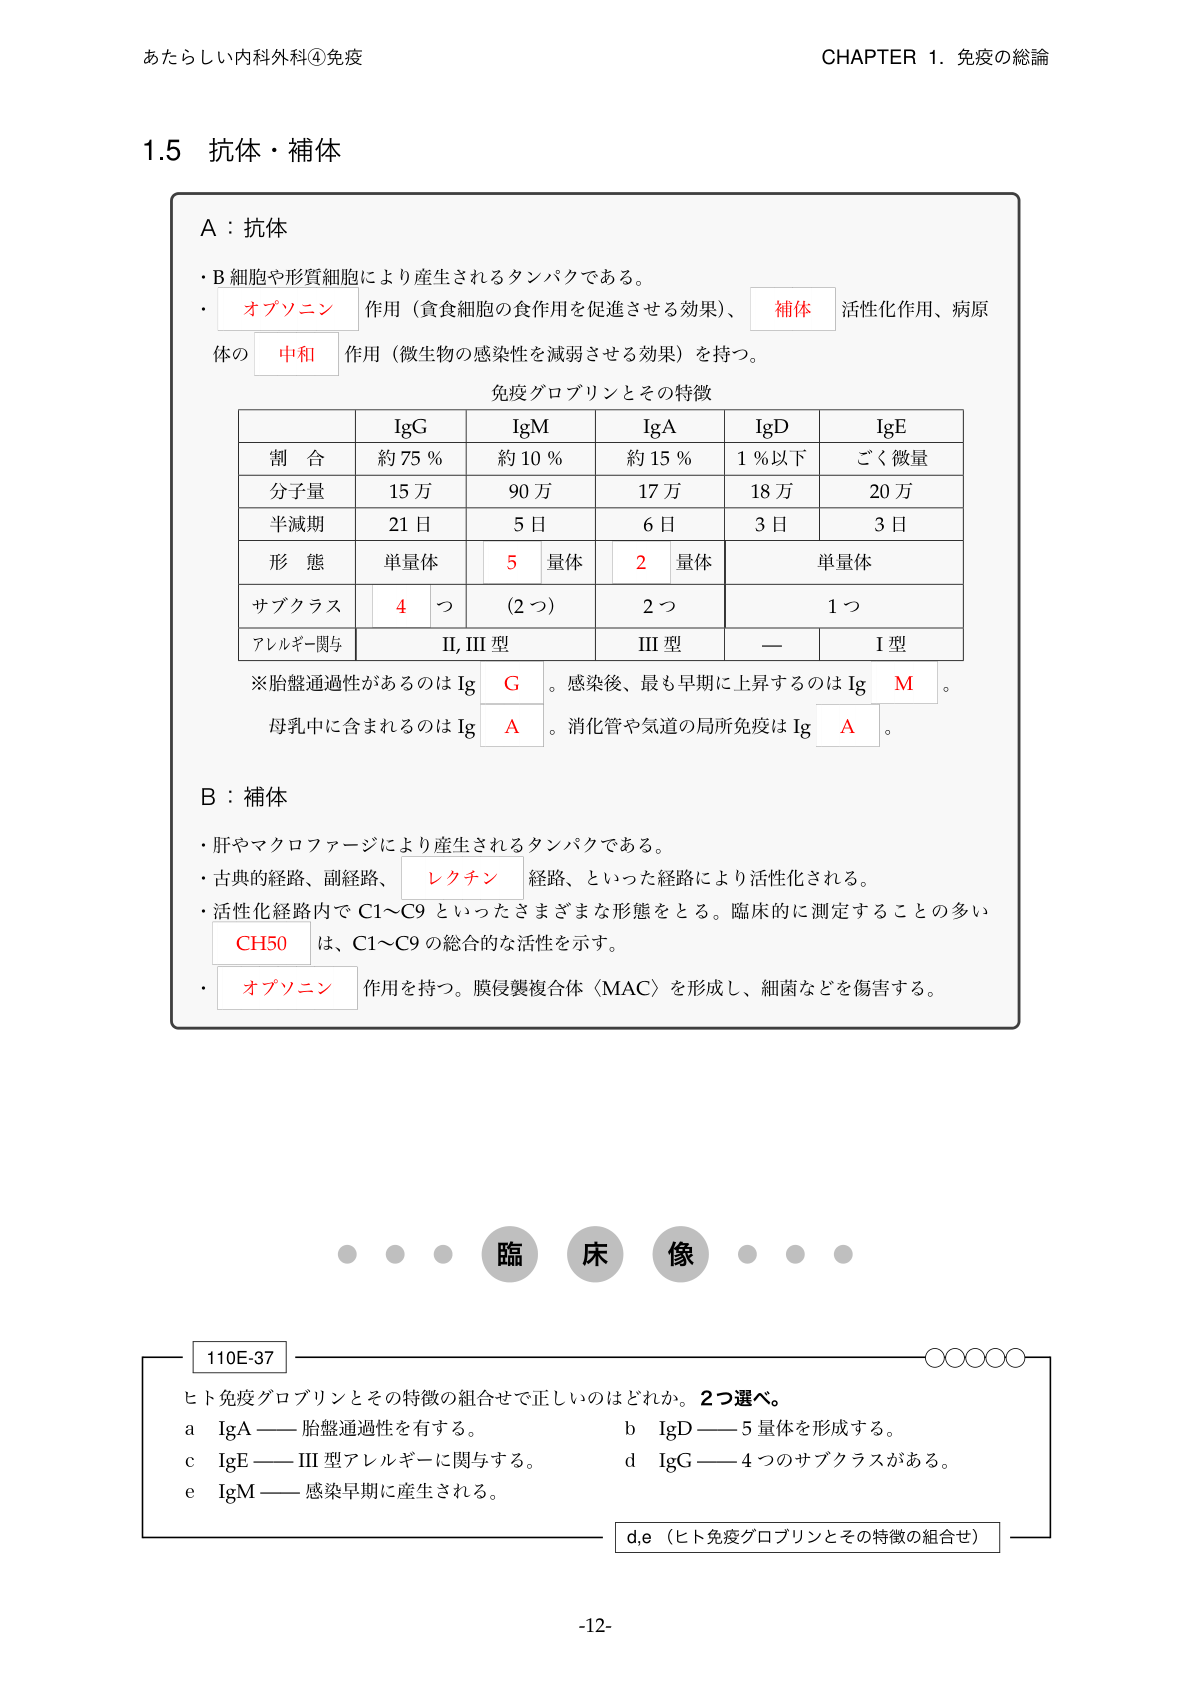 あたらしい内科外科④免疫
CHAPTER 1. 免疫の総論
1.5 抗体・補体
A：抗体
・B 細胞や形質細胞により産生されるタンパクである。
・ オプソニン 作用（貪食細胞の食作用を促進させる効果）、 補体 活性化作用、病原
体の 中和 作用（微生物の感染性を減弱させる効果）を持つ。
免疫グロブリンとその特徴
IgG IgM IgA IgD IgE
割 合 約 75 % 約 10 % 約 15 % 1 %以下 ごく微量
分子量 15 万 90 万 17 万 18 万 20 万
半減期 21 日 5 日 6 日 3 日 3 日
形 態 単量体 5 量体 2 量体 単量体
サブクラス 4 つ (2 つ) 2 つ 1 つ
アレルギー関与 II, III 型 III 型 — I 型
※胎盤通過性があるのは Ig G 。感染後、最も早期に上昇するのは Ig M 。
母乳中に含まれるのは Ig A 。消化管や気道の局所免疫は Ig A 。
B：補体
・肝やマクロファージにより産生されるタンパクである。
・古典的経路、副経路、 レクチン 経路、といった経路により活性化される。
・活性化経路内で C1〜C9 といったさまざまな形態をとる。臨床的に測定することの多い
CH50 は、C1〜C9 の総合的な活性を示す。
・ オプソニン 作用を持つ。膜侵襲複合体〈MAC〉を形成し、細菌などを傷害する。
臨床像
110E-37
ヒト免疫グロブリンとその特徴の組合せで正しいのはどれか。2つ選べ。
a IgA —— 胎盤通過性を有する。 b IgD —— 5 量体を形成する。
c IgE —— III 型アレルギーに関与する。 d IgG —— 4 つのサブクラスがある。
e IgM —— 感染早期に産生される。
d,e （ヒト免疫グロブリンとその特徴の組合せ）
-12-